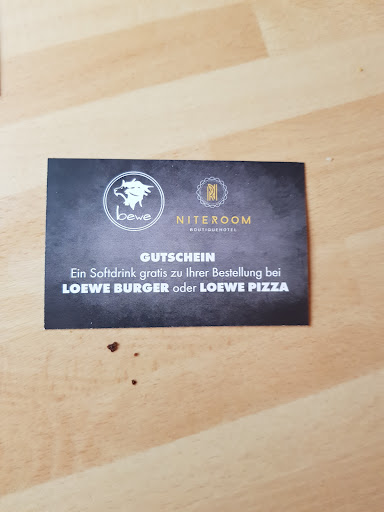 loewe
NITEROOM
BOUTIQUEHOTEL
GUTSCHEIN
Ein Softdrink gratis zu Ihrer Bestellung bei
LOEWE BURGER oder LOEWE PIZZA